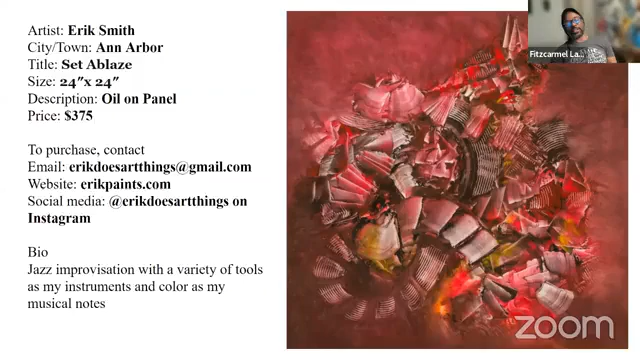 Artist: Erik Smith
City/Town: Ann Arbor
Title: Set Ablaze
Size: 24"x 24"
Description: Oil on Panel
Price: $375
To purchase, contact
Email: erikdoesartthings@gmail.com
Website: erikpaints.com
Social media: @erikdoesartthings on
Instagram
Bio
Jazz improvisation with a variety of tools
as my instruments and color as my
musical notes
Fitzcarmel La...
zoom